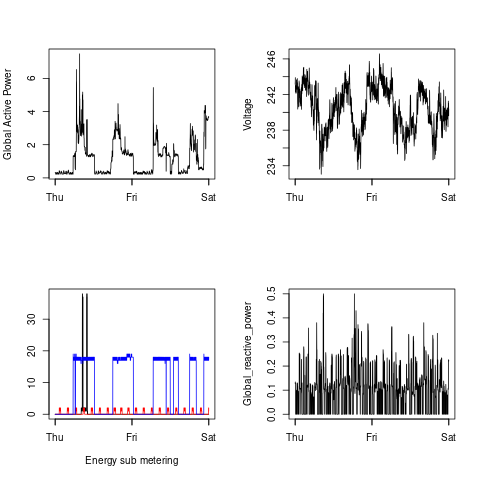 Global Active Power
0
2
4
6
Thu
Fri
Sat
Voltage
234
238
242
246
Thu
Fri
Sat
0
10
20
30
Thu
Fri
Sat
Energy sub metering
Global_reactive_power
0.0
0.1
0.2
0.3
0.4
0.5
Thu
Fri
Sat